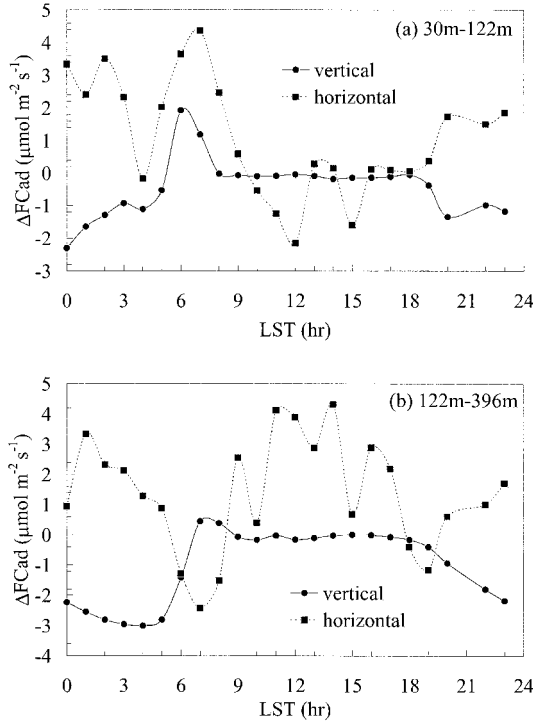 (a) 30m-122m
5
4
3
2
1
0
-1
-2
-3
ΔFCad (μmol m⁻² s⁻¹)
vertical
horizontal
0 3 6 9 12 15 18 21 24
LST (hr)
(b) 122m-396m
5
4
3
2
1
0
-1
-2
-3
-4
ΔFCad (μmol m⁻² s⁻¹)
vertical
horizontal
0 3 6 9 12 15 18 21 24
LST (hr)